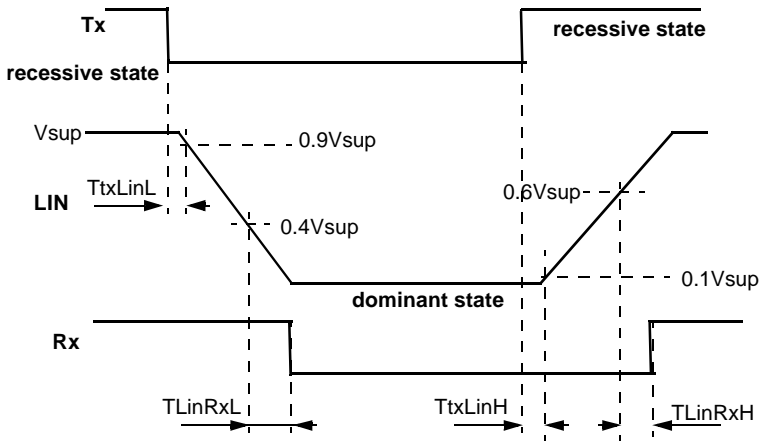 Tx
recessive state
recessive state
Vsup
0.9Vsup
TtxLinL
0.6Vsup
LIN
0.4Vsup
0.1Vsup
dominant state
Rx
TLinRxL
TtxLinH
TLinRxH